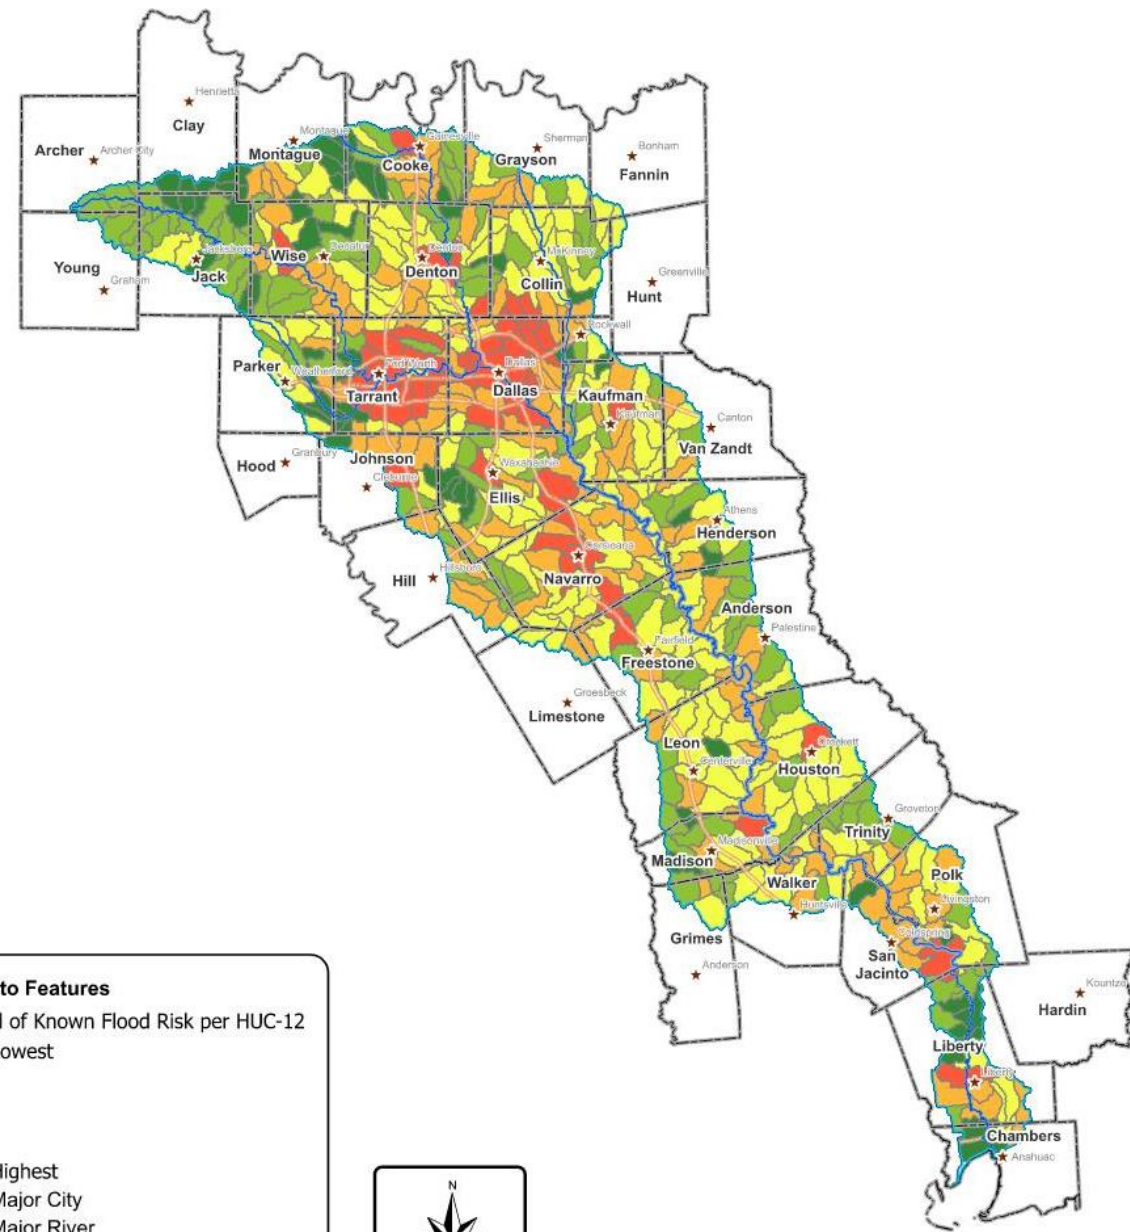 Henrietta
Clay
Archer
Archer City
Montague
Montague
Gainesville
Cooke
Sherman
Grayson
Bonham
Fannin
Young
Graham
Jacksboro
Jack
Wise
Decatur
Denton
Denton
McKinney
Collin
Greenville
Hunt
Rockwall
Parker
Weatherford
Fort Worth
Tarrant
Dallas
Dallas
Kaufman
Kaufman
Canton
Van Zandt
Hood
Granbury
Johnson
Cleburne
Waxahachie
Ellis
Athens
Henderson
Hill
Hillsboro
Corsicana
Navarro
Anderson
Palestine
Fairfield
Freestone
Groesbeck
Limestone
Leon
Centerville
Crockett
Houston
Groveton
Trinity
Madisonville
Madison
Walker
Huntsville
Polk
Livingston
Grimes
Anderson
Coldspring
San
Jacinto
Kountze
Hardin
Liberty
Liberty
Chambers
Anahuac
to Features
of Known Flood Risk per HUC-12
owest
Highest
Major City
Major River
N